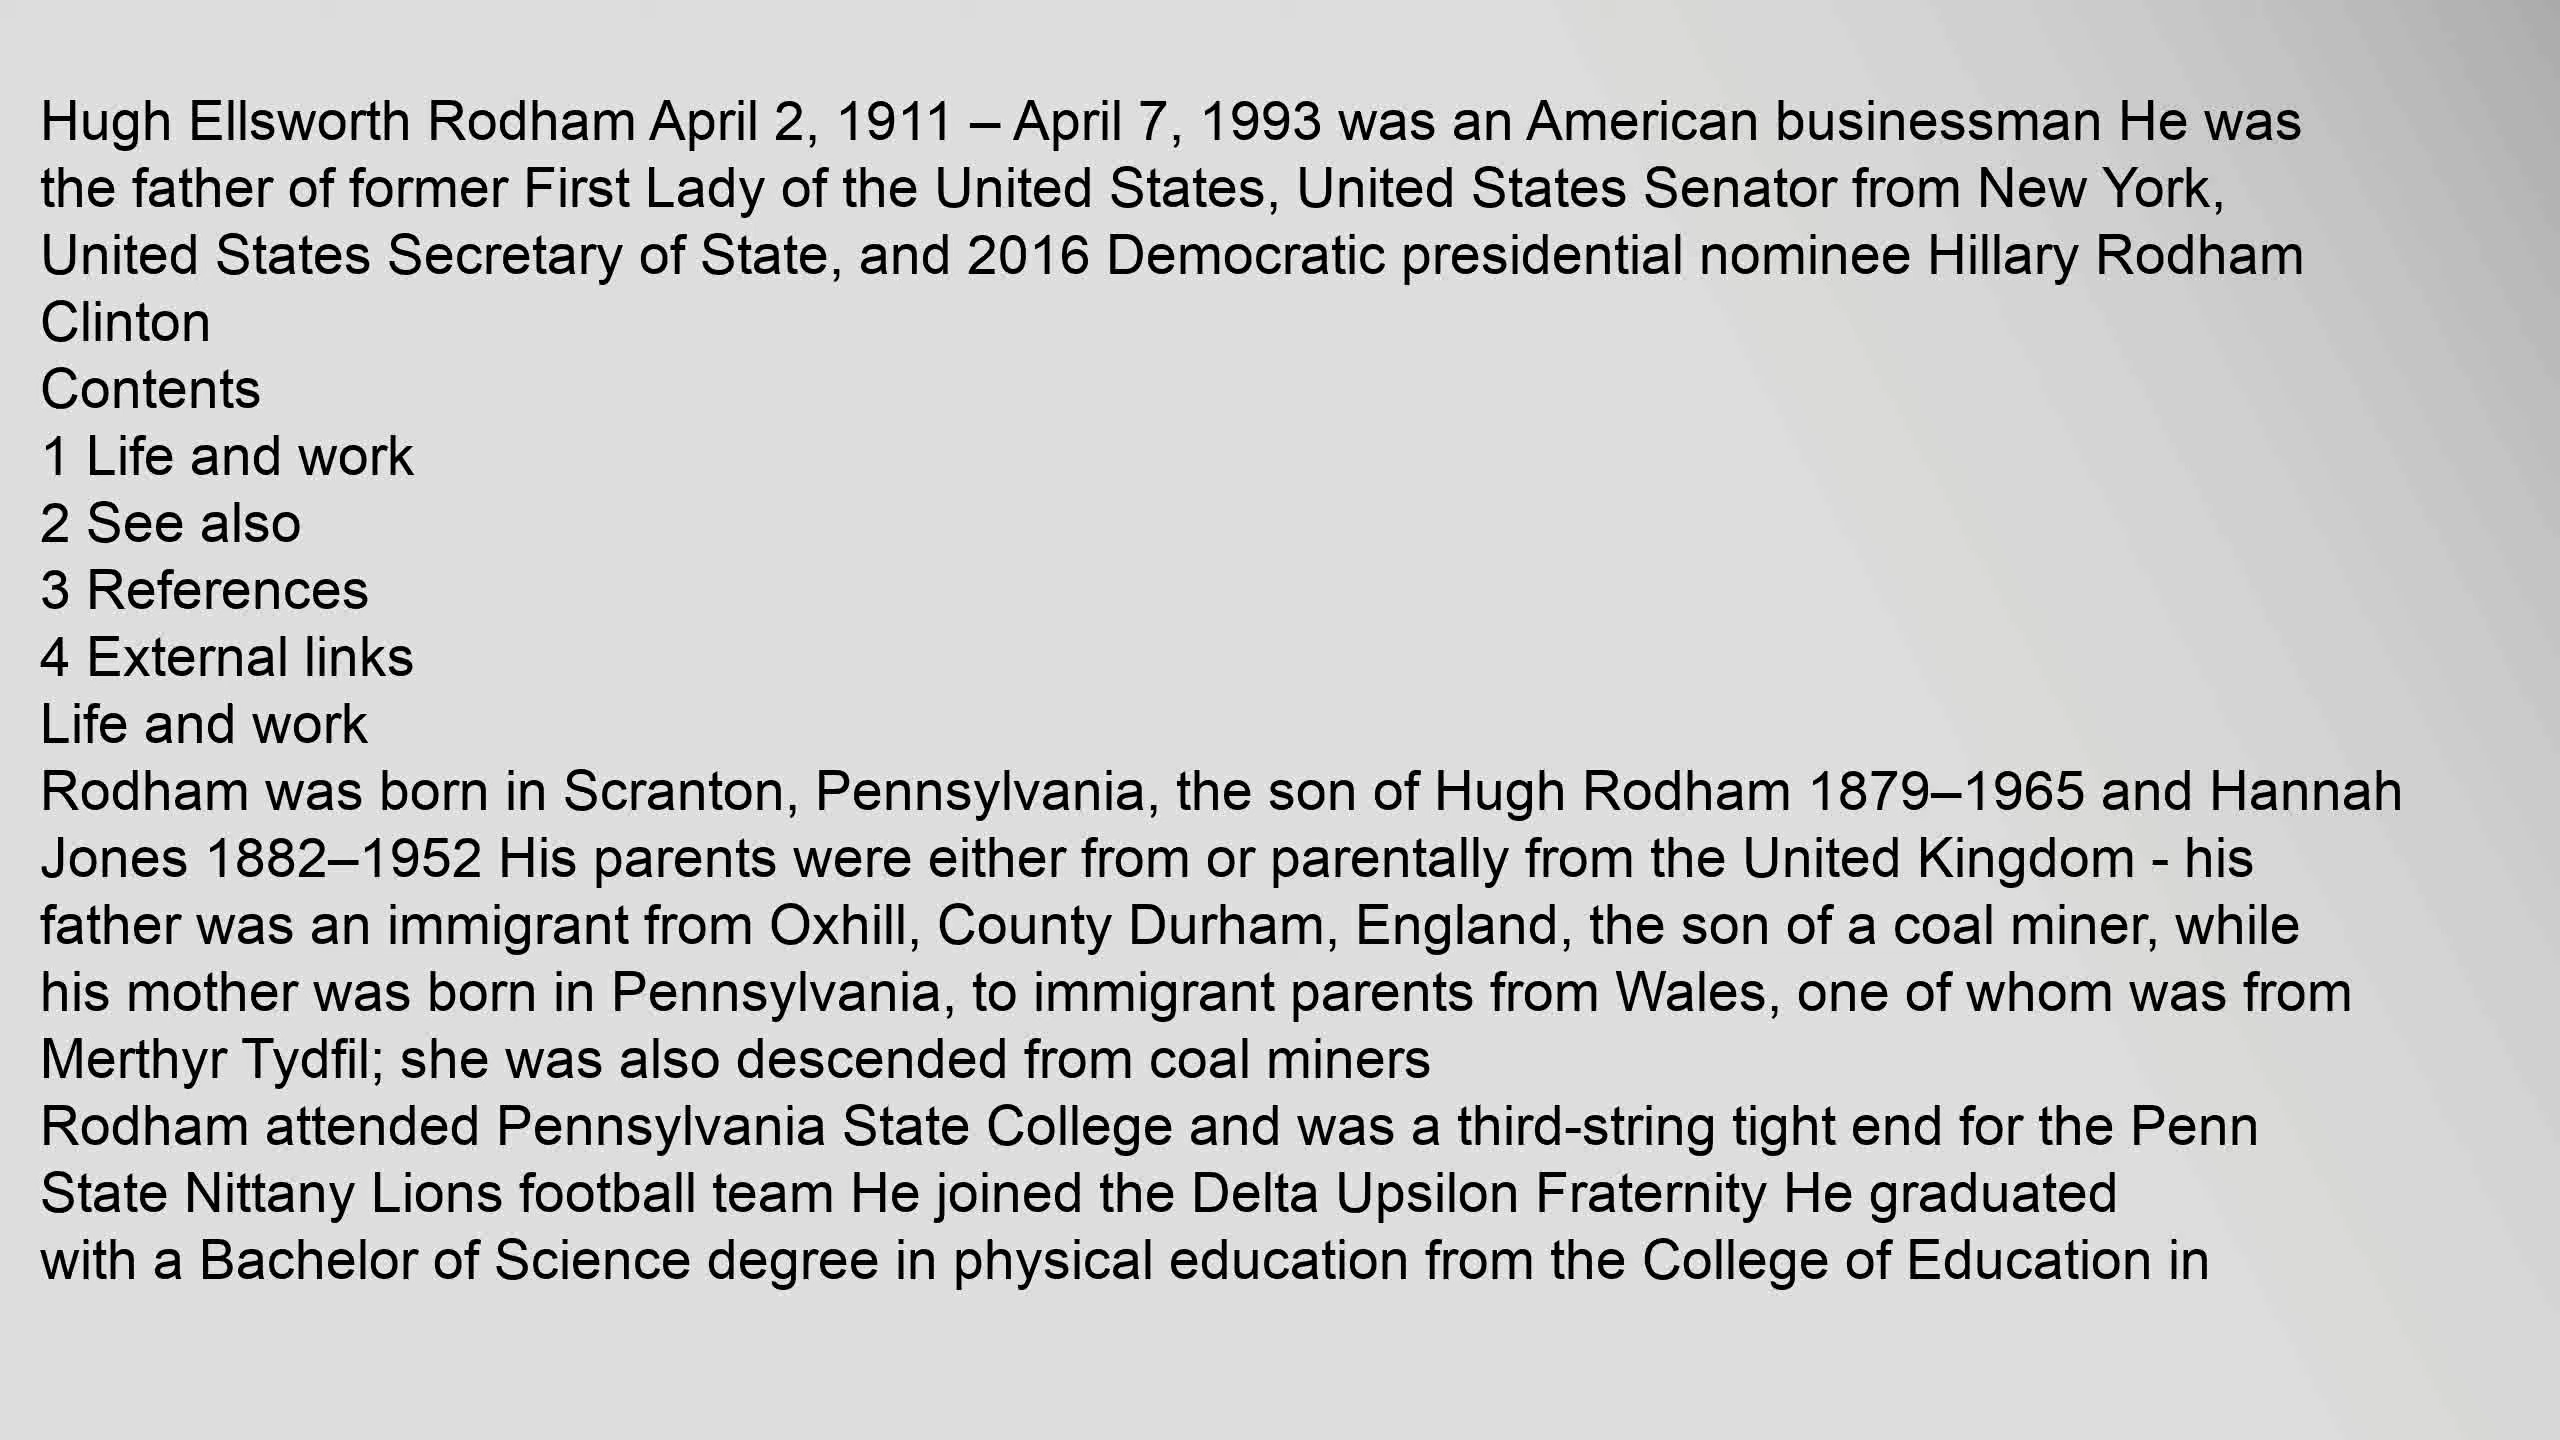 Hugh Ellsworth Rodham April 2, 1911 – April 7, 1993 was an American businessman He was
the father of former First Lady of the United States, United States Senator from New York,
United States Secretary of State, and 2016 Democratic presidential nominee Hillary Rodham
Clinton
Contents
1 Life and work
2 See also
3 References
4 External links
Life and work
Rodham was born in Scranton, Pennsylvania, the son of Hugh Rodham 1879–1965 and Hannah
Jones 1882–1952 His parents were either from or parentally from the United Kingdom - his
father was an immigrant from Oxhill, County Durham, England, the son of a coal miner, while
his mother was born in Pennsylvania, to immigrant parents from Wales, one of whom was from
Merthyr Tydfil; she was also descended from coal miners
Rodham attended Pennsylvania State College and was a third-string tight end for the Penn
State Nittany Lions football team He joined the Delta Upsilon Fraternity He graduated
with a Bachelor of Science degree in physical education from the College of Education in